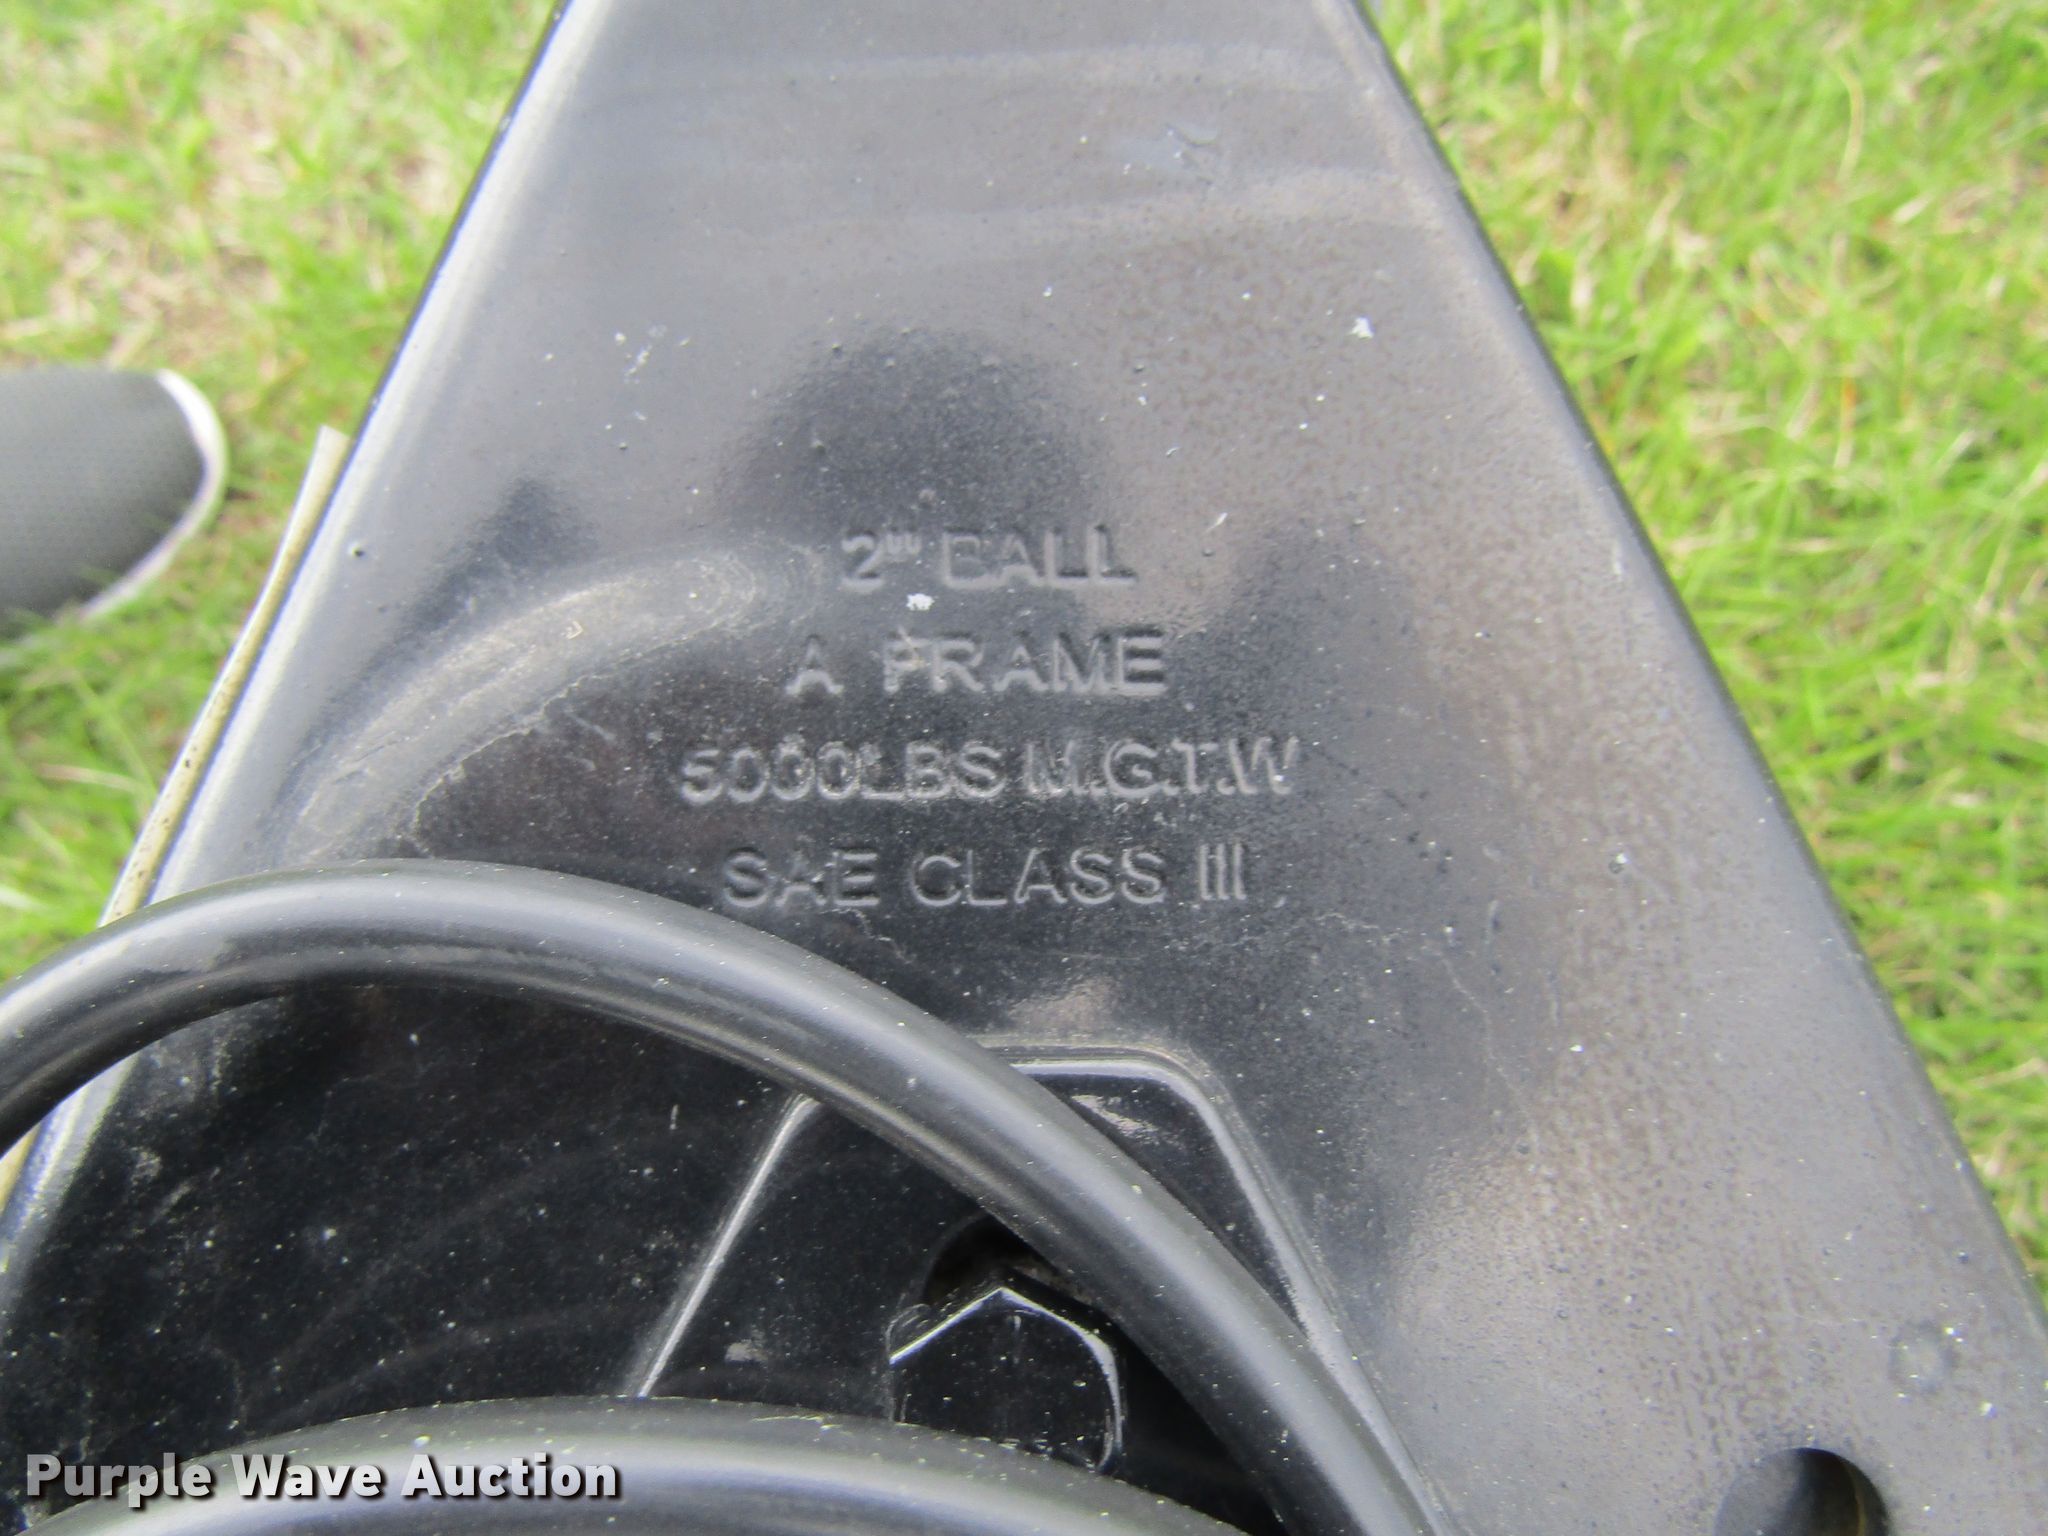 2" BALL
A FRAME
5000LBS M.G.T.W
SAE CLASS III
Purple Wave Auction